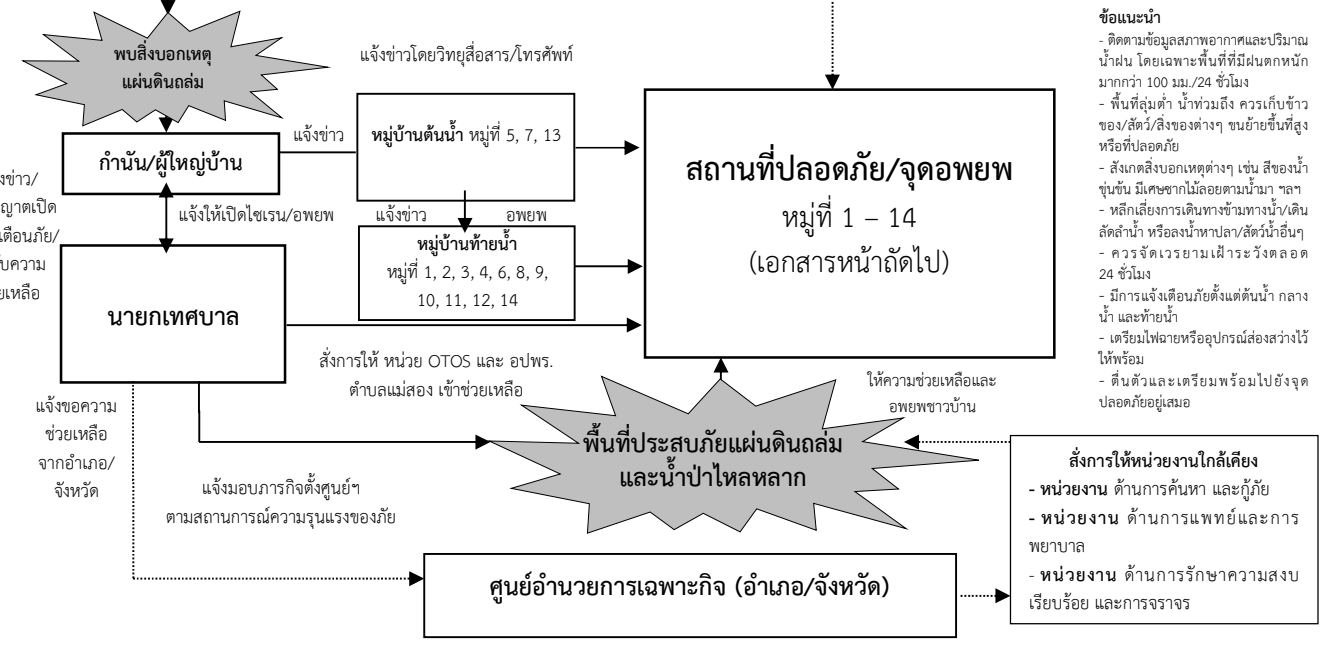 พบสิ่งบอกเหตุ
แผ่นดินถล่ม
แจ้งข่าวโดยวิทยุสื่อสาร/โทรศัพท์
กำนัน/ผู้ใหญ่บ้าน
แจ้งข่าว
หมู่บ้านต้นน้ำ หมู่ที่ 5, 7, 13
แจ้งให้เปิดไซเรน/อพยพ
แจ้งข่าว
อพยพ
หมู่บ้านท้ายน้ำ
หมู่ที่ 1, 2, 3, 4, 6, 8, 9,
10, 11, 12, 14
สถานที่ปลอดภัย/จุดอพยพ
หมู่ที่ 1 – 14
(เอกสารหน้าถัดไป)
นายกเทศบาล
สั่งการให้ หน่วย OTOS และ อปพร.
ตำบลแม่สอง เข้าช่วยเหลือ
แจ้งขอความ
ช่วยเหลือ
จากอำเภอ/
จังหวัด
แจ้งมอบภารกิจตั้งศูนย์ฯ
ตามสถานการณ์ความรุนแรงของภัย
พื้นที่ประสบภัยแผ่นดินถล่ม
และน้ำป่าไหลหลาก
ให้ความช่วยเหลือและ
อพยพชาวบ้าน
ศูนย์อำนวยการเฉพาะกิจ (อำเภอ/จังหวัด)
ข้อแนะนำ
- ติดตามข้อมูลสภาพอากาศและปริมาณ
น้ำฝน โดยเฉพาะพื้นที่ที่มีฝนตกหนัก
มากกว่า 100 มม./24 ชั่วโมง
- พื้นที่ลุ่มต่ำ น้ำท่วมถึง ควรเก็บข้าว
ของ/สัตว์/สิ่งของต่างๆ ขนย้ายขึ้นที่สูง
หรือที่ปลอดภัย
- สังเกตสิ่งบอกเหตุต่างๆ เช่น สีของน้ำ
ขุ่นข้น มีเศษซากไม้ลอยตามน้ำมา ฯลฯ
- หลีกเลี่ยงการเดินทางข้ามทางน้ำ/เดิน
ลัดลำน้ำ หรือลงน้ำหาปลา/สัตว์น้ำอื่นๆ
- ควรจัดเวรยามเฝ้าระวังตลอด
24 ชั่วโมง
- มีการแจ้งเตือนภัยตั้งแต่ต้นน้ำ กลาง
น้ำ และท้ายน้ำ
- เตรียมไฟฉายหรืออุปกรณ์ส่องสว่างไว้
ให้พร้อม
- ตื่นตัวและเตรียมพร้อมไปยังจุด
ปลอดภัยอยู่เสมอ
สั่งการให้หน่วยงานใกล้เคียง
- หน่วยงาน ด้านการค้นหา และกู้ภัย
- หน่วยงาน ด้านการแพทย์และการ
พยาบาล
- หน่วยงาน ด้านการรักษาความสงบ
เรียบร้อย และการจราจร